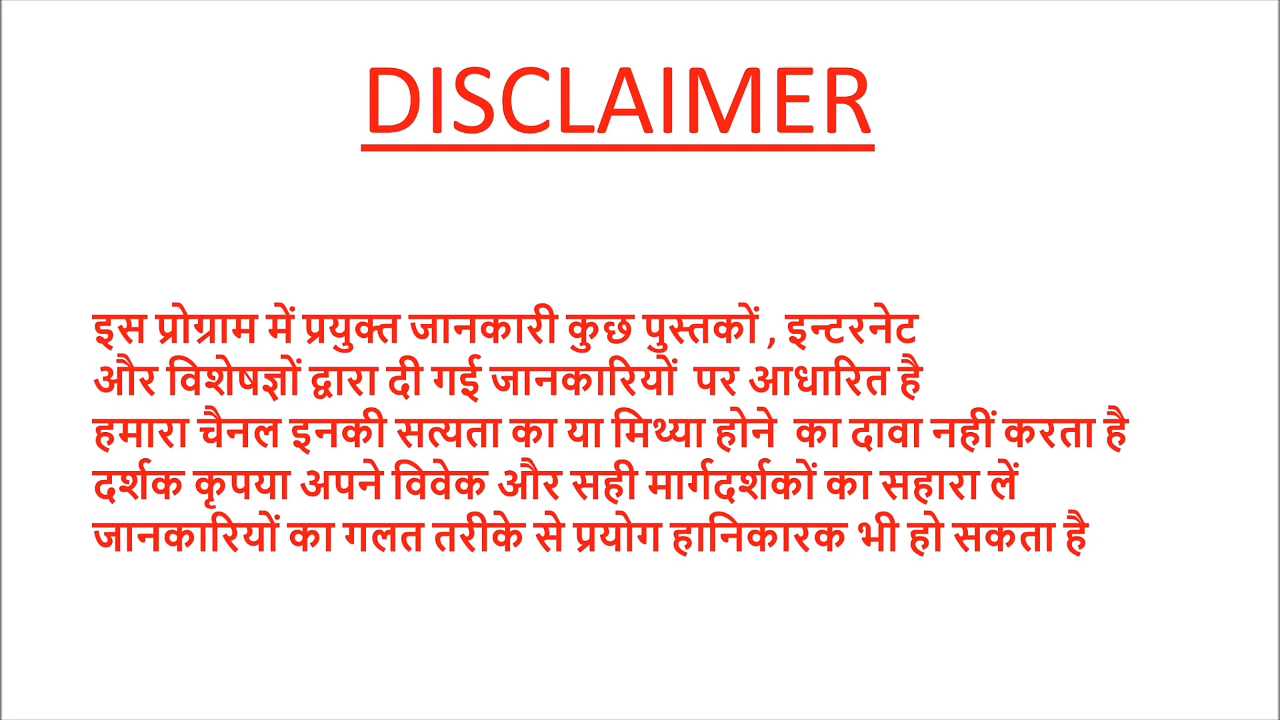 DISCLAIMER
इस प्रोग्राम में प्रयुक्त जानकारी कुछ पुस्तकों , इन्टरनेट
और विशेषज्ञों द्वारा दी गई जानकारियों पर आधारित है
हमारा चैनल इनकी सत्यता का या मिथ्या होने का दावा नहीं करता है
दर्शक कृपया अपने विवेक और सही मार्गदर्शकों का सहारा लें
जानकारियों का गलत तरीके से प्रयोग हानिकारक भी हो सकता है